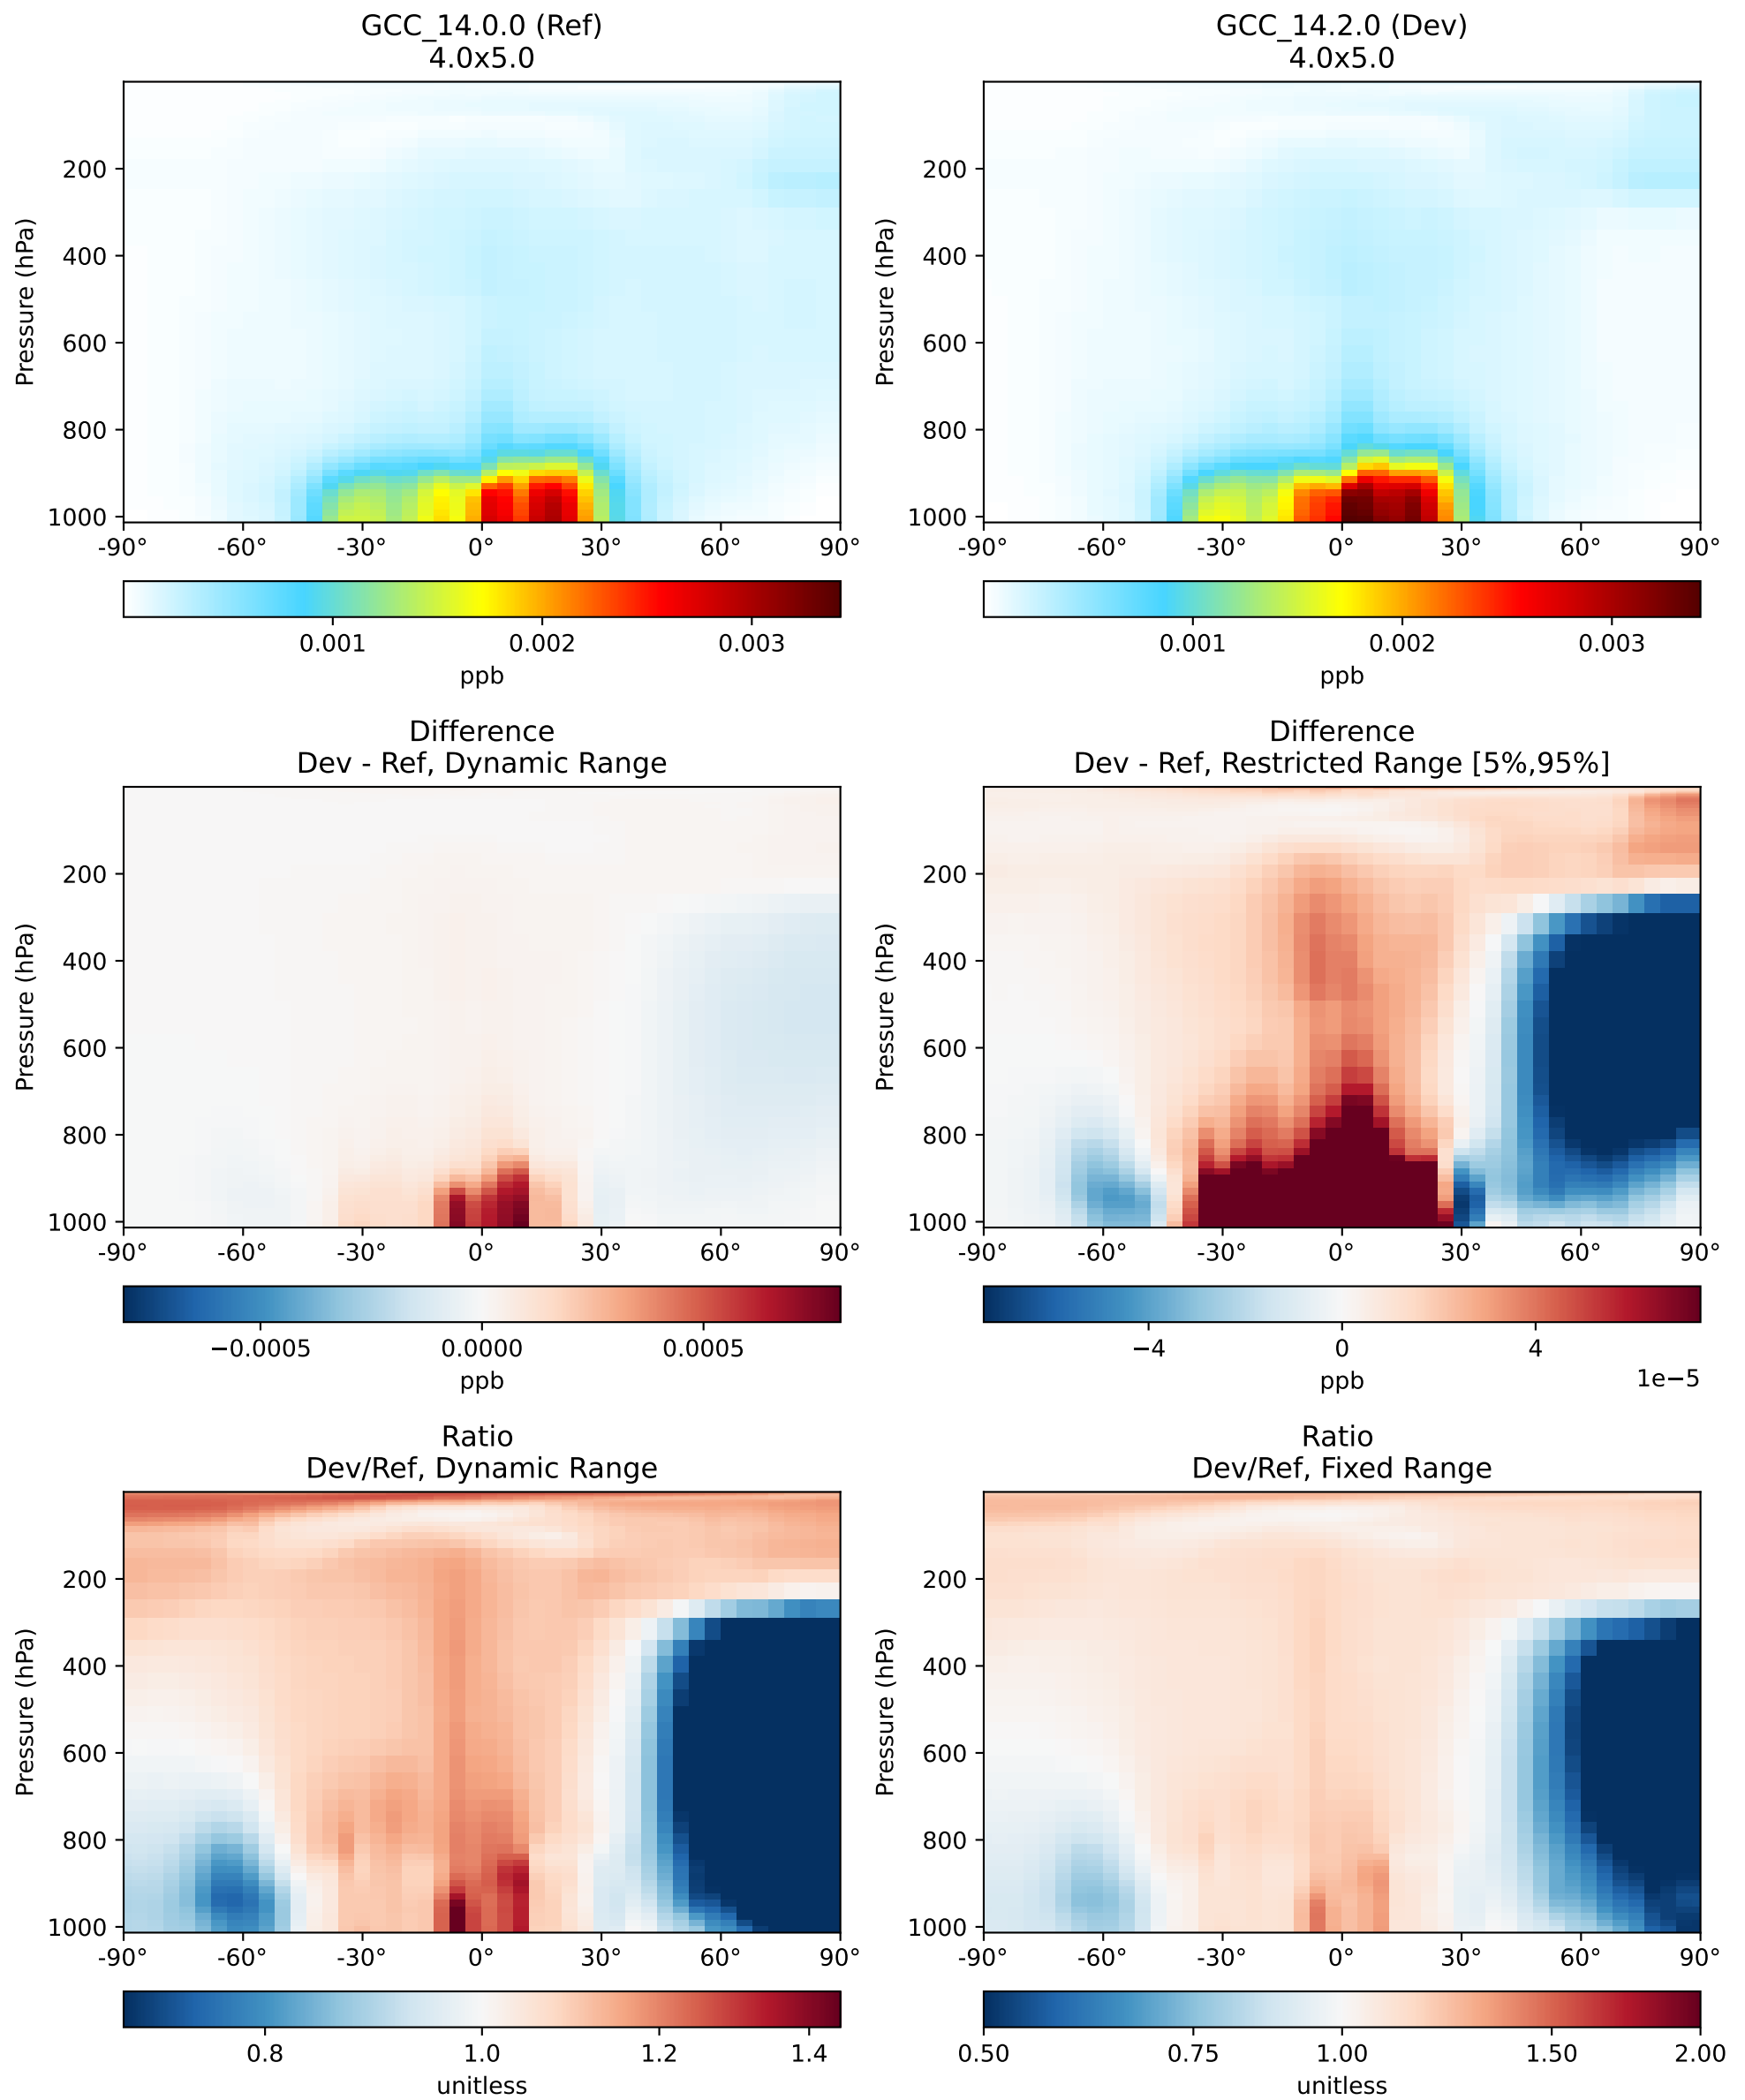 GCC_14.0.0 (Ref)
4.0x5.0
Pressure (hPa)
200
400
600
800
1000
-90° -60° -30° 0° 30° 60° 90°
0.001 0.002 0.003
ppb
GCC_14.2.0 (Dev)
4.0x5.0
Pressure (hPa)
200
400
600
800
1000
-90° -60° -30° 0° 30° 60° 90°
0.001 0.002 0.003
ppb
Difference
Dev - Ref, Dynamic Range
Pressure (hPa)
200
400
600
800
1000
-90° -60° -30° 0° 30° 60° 90°
−0.0005 0.0000 0.0005
ppb
Difference
Dev - Ref, Restricted Range [5%,95%]
Pressure (hPa)
200
400
600
800
1000
-90° -60° -30° 0° 30° 60° 90°
−4 0 4
ppb
1e−5
Ratio
Dev/Ref, Dynamic Range
Pressure (hPa)
200
400
600
800
1000
-90° -60° -30° 0° 30° 60° 90°
0.8 1.0 1.2 1.4
unitless
Ratio
Dev/Ref, Fixed Range
Pressure (hPa)
200
400
600
800
1000
-90° -60° -30° 0° 30° 60° 90°
0.50 0.75 1.00 1.50 2.00
unitless